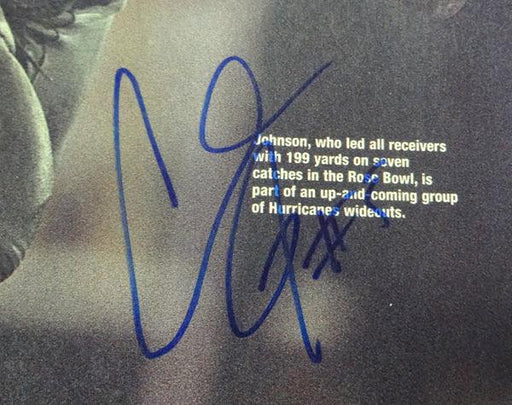 Johnson, who led all receivers
with 199 yards on seven
catches in the Rose Bowl, is
part of an up-and-coming group
of Hurricanes wideouts.
#5